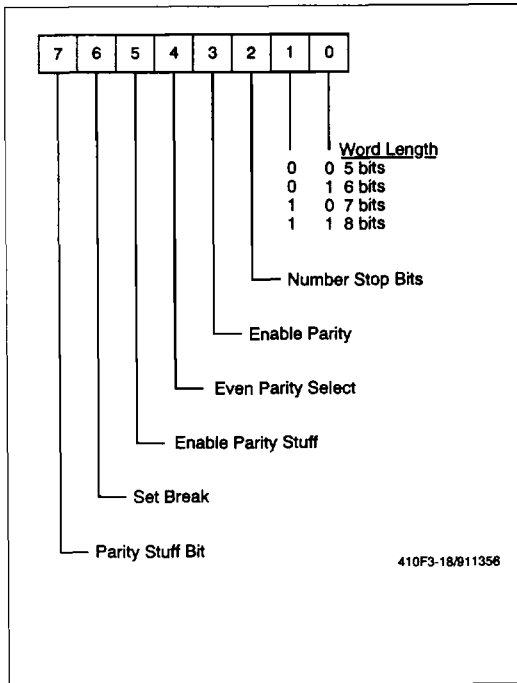 7 6 5 4 3 2 1 0
Word Length
0 0 5 bits
0 1 6 bits
1 0 7 bits
1 1 8 bits
Number Stop Bits
Enable Parity
Even Parity Select
Enable Parity Stuff
Set Break
Parity Stuff Bit
410F3-18/911356